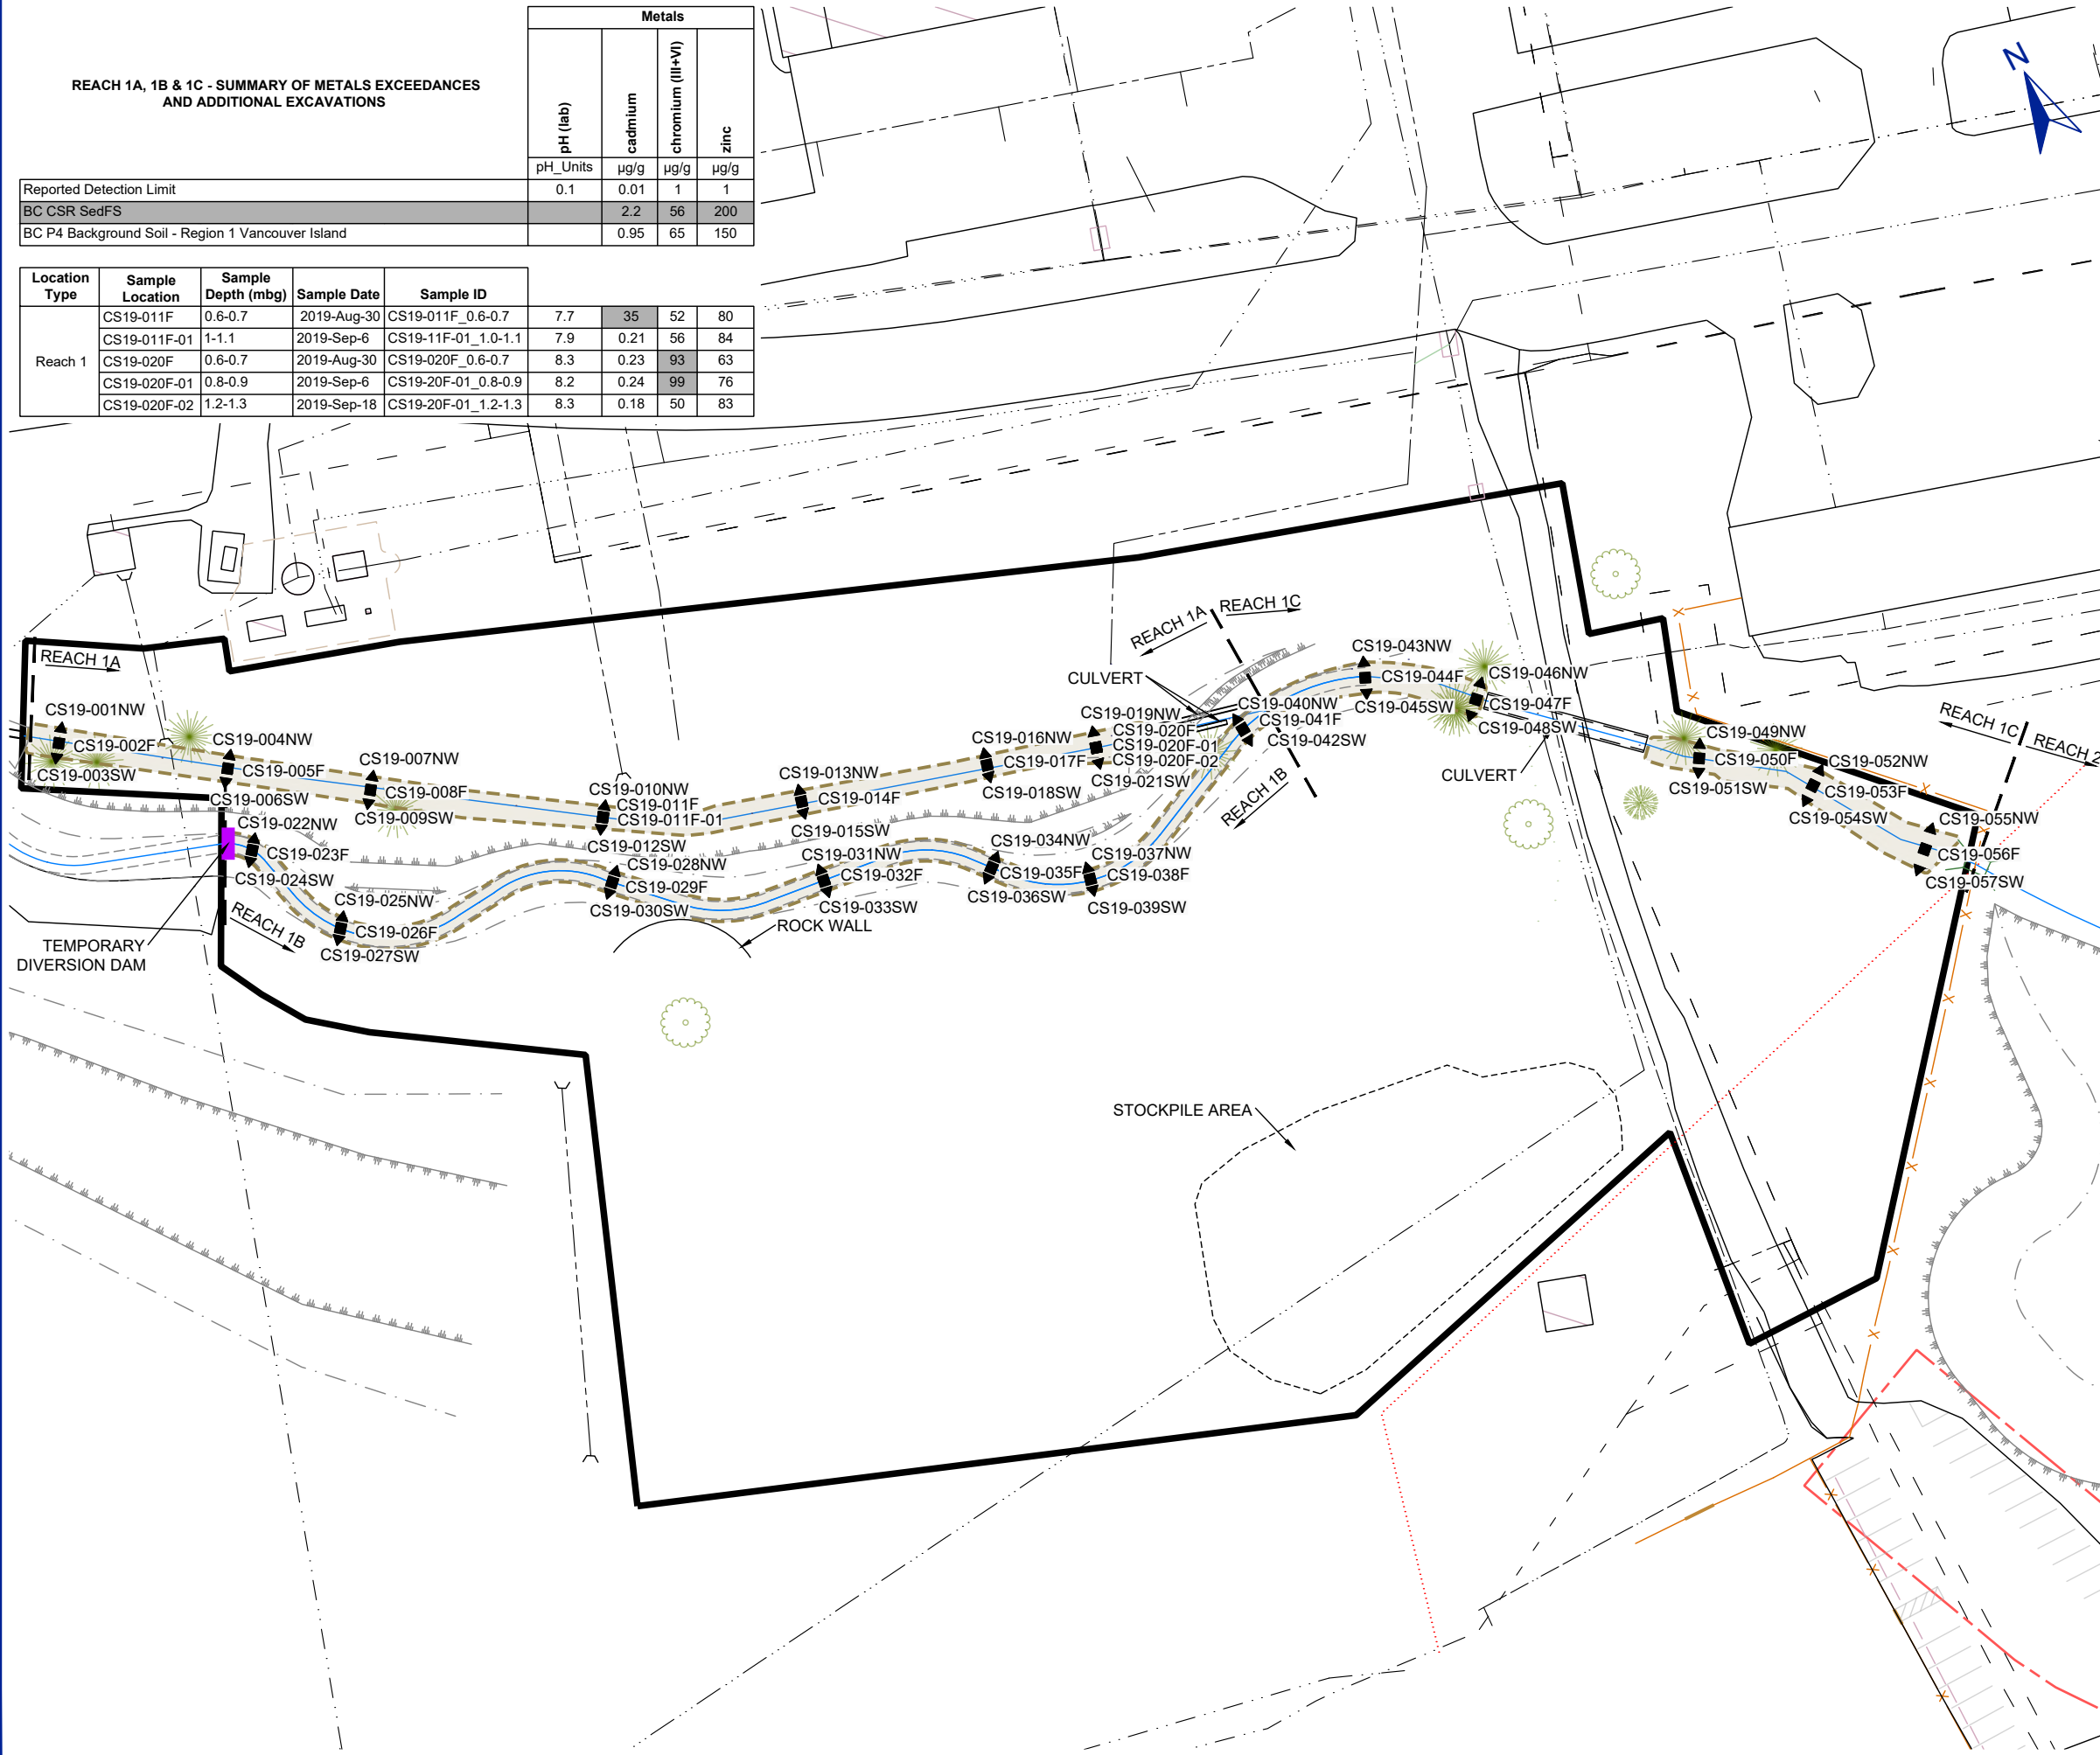 Metals
REACH 1A, 1B & 1C - SUMMARY OF METALS EXCEEDANCES
AND ADDITIONAL EXCAVATIONS
pH (lab) cadmium chromium (III+VI) zinc
pH_Units µg/g µg/g µg/g
Reported Detection Limit 0.1 0.01 1 1
BC CSR SedFS 2.2 56 200
BC P4 Background Soil - Region 1 Vancouver Island 0.95 65 150
Location Type Sample Location Sample Depth (mbg) Sample Date Sample ID
Reach 1
CS19-011F 0.6-0.7 2019-Aug-30 CS19-011F_0.6-0.7 7.7 35 52 80
CS19-011F-01 1-1.1 2019-Sep-6 CS19-11F-01_1.0-1.1 7.9 0.21 56 84
CS19-020F 0.6-0.7 2019-Aug-30 CS19-020F_0.6-0.7 8.3 0.23 93 63
CS19-020F-01 0.8-0.9 2019-Sep-6 CS19-20F-01_0.8-0.9 8.2 0.24 99 76
CS19-020F-02 1.2-1.3 2019-Sep-18 CS19-20F-01_1.2-1.3 8.3 0.18 50 83
N
REACH 1A
CS19-001NW
CS19-002F
CS19-003SW
CS19-004NW
CS19-005F
CS19-006SW
CS19-007NW
CS19-008F
CS19-009SW
CS19-010NW
CS19-011F
CS19-011F-01
CS19-012SW
CS19-013NW
CS19-014F
CS19-015SW
CS19-016NW
CS19-017F
CS19-018SW
CS19-019NW
CS19-020F
CS19-020F-01
CS19-020F-02
CS19-021SW
CS19-022NW
CS19-023F
CS19-024SW
CS19-025NW
CS19-026F
CS19-027SW
CS19-028NW
CS19-029F
CS19-030SW
CS19-031NW
CS19-032F
CS19-033SW
CS19-034NW
CS19-035F
CS19-036SW
CS19-037NW
CS19-038F
CS19-039SW
REACH 1A
REACH 1C
CULVERT
CS19-040NW
CS19-041F
CS19-042SW
REACH 1B
CS19-043NW
CS19-044F
CS19-045SW
CS19-046NW
CS19-047F
CS19-048SW
CULVERT
CS19-049NW
CS19-050F
CS19-051SW
CS19-052NW
CS19-053F
CS19-054SW
CS19-055NW
CS19-056F
CS19-057SW
REACH 1C
REACH 2
REACH 1B
TEMPORARY
DIVERSION DAM
ROCK WALL
STOCKPILE AREA